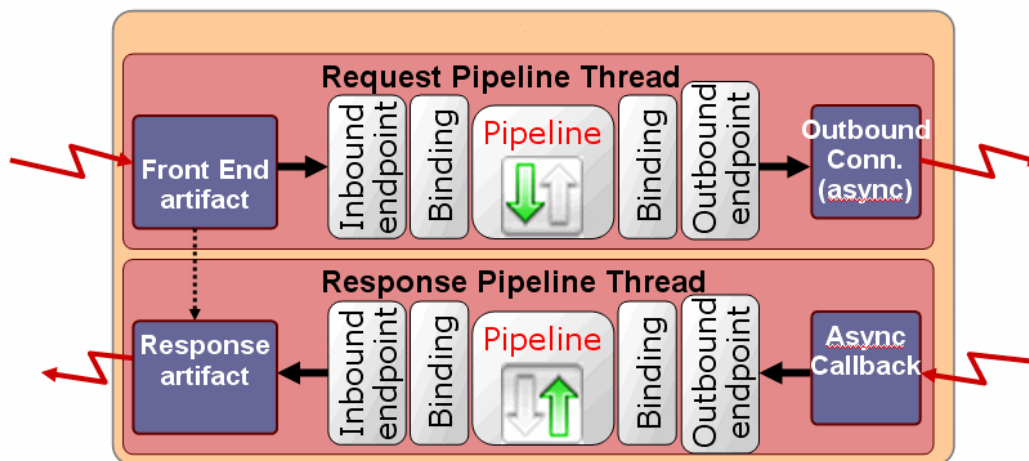 Request Pipeline Thread
Front End
artifact
Inbound
endpoint
Binding
Pipeline
Binding
Outbound
endpoint
Outbound
Conn.
(async)
Response Pipeline Thread
Response
artifact
Inbound
endpoint
Binding
Pipeline
Binding
Outbound
endpoint
Async
Callback